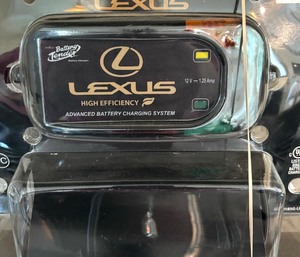 Battery
Tender
LEXUS
12 V 1.25 Amp
HIGH EFFICIENCY
ADVANCED BATTERY CHARGING SYSTEM